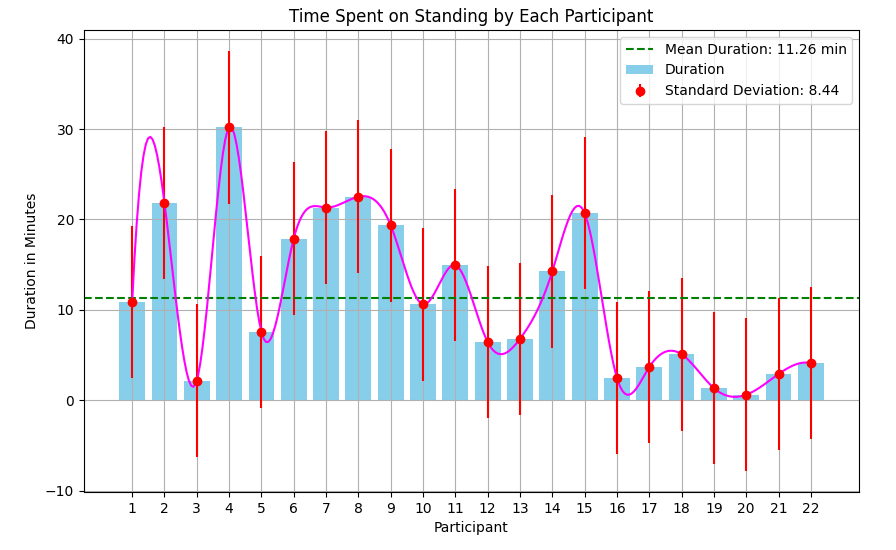 Time Spent on Standing by Each Participant
Mean Duration: 11.26 min
Duration
Standard Deviation: 8.44
Duration in Minutes
40
30
20
10
0
−10
1 2 3 4 5 6 7 8 9 10 11 12 13 14 15 16 17 18 19 20 21 22
Participant